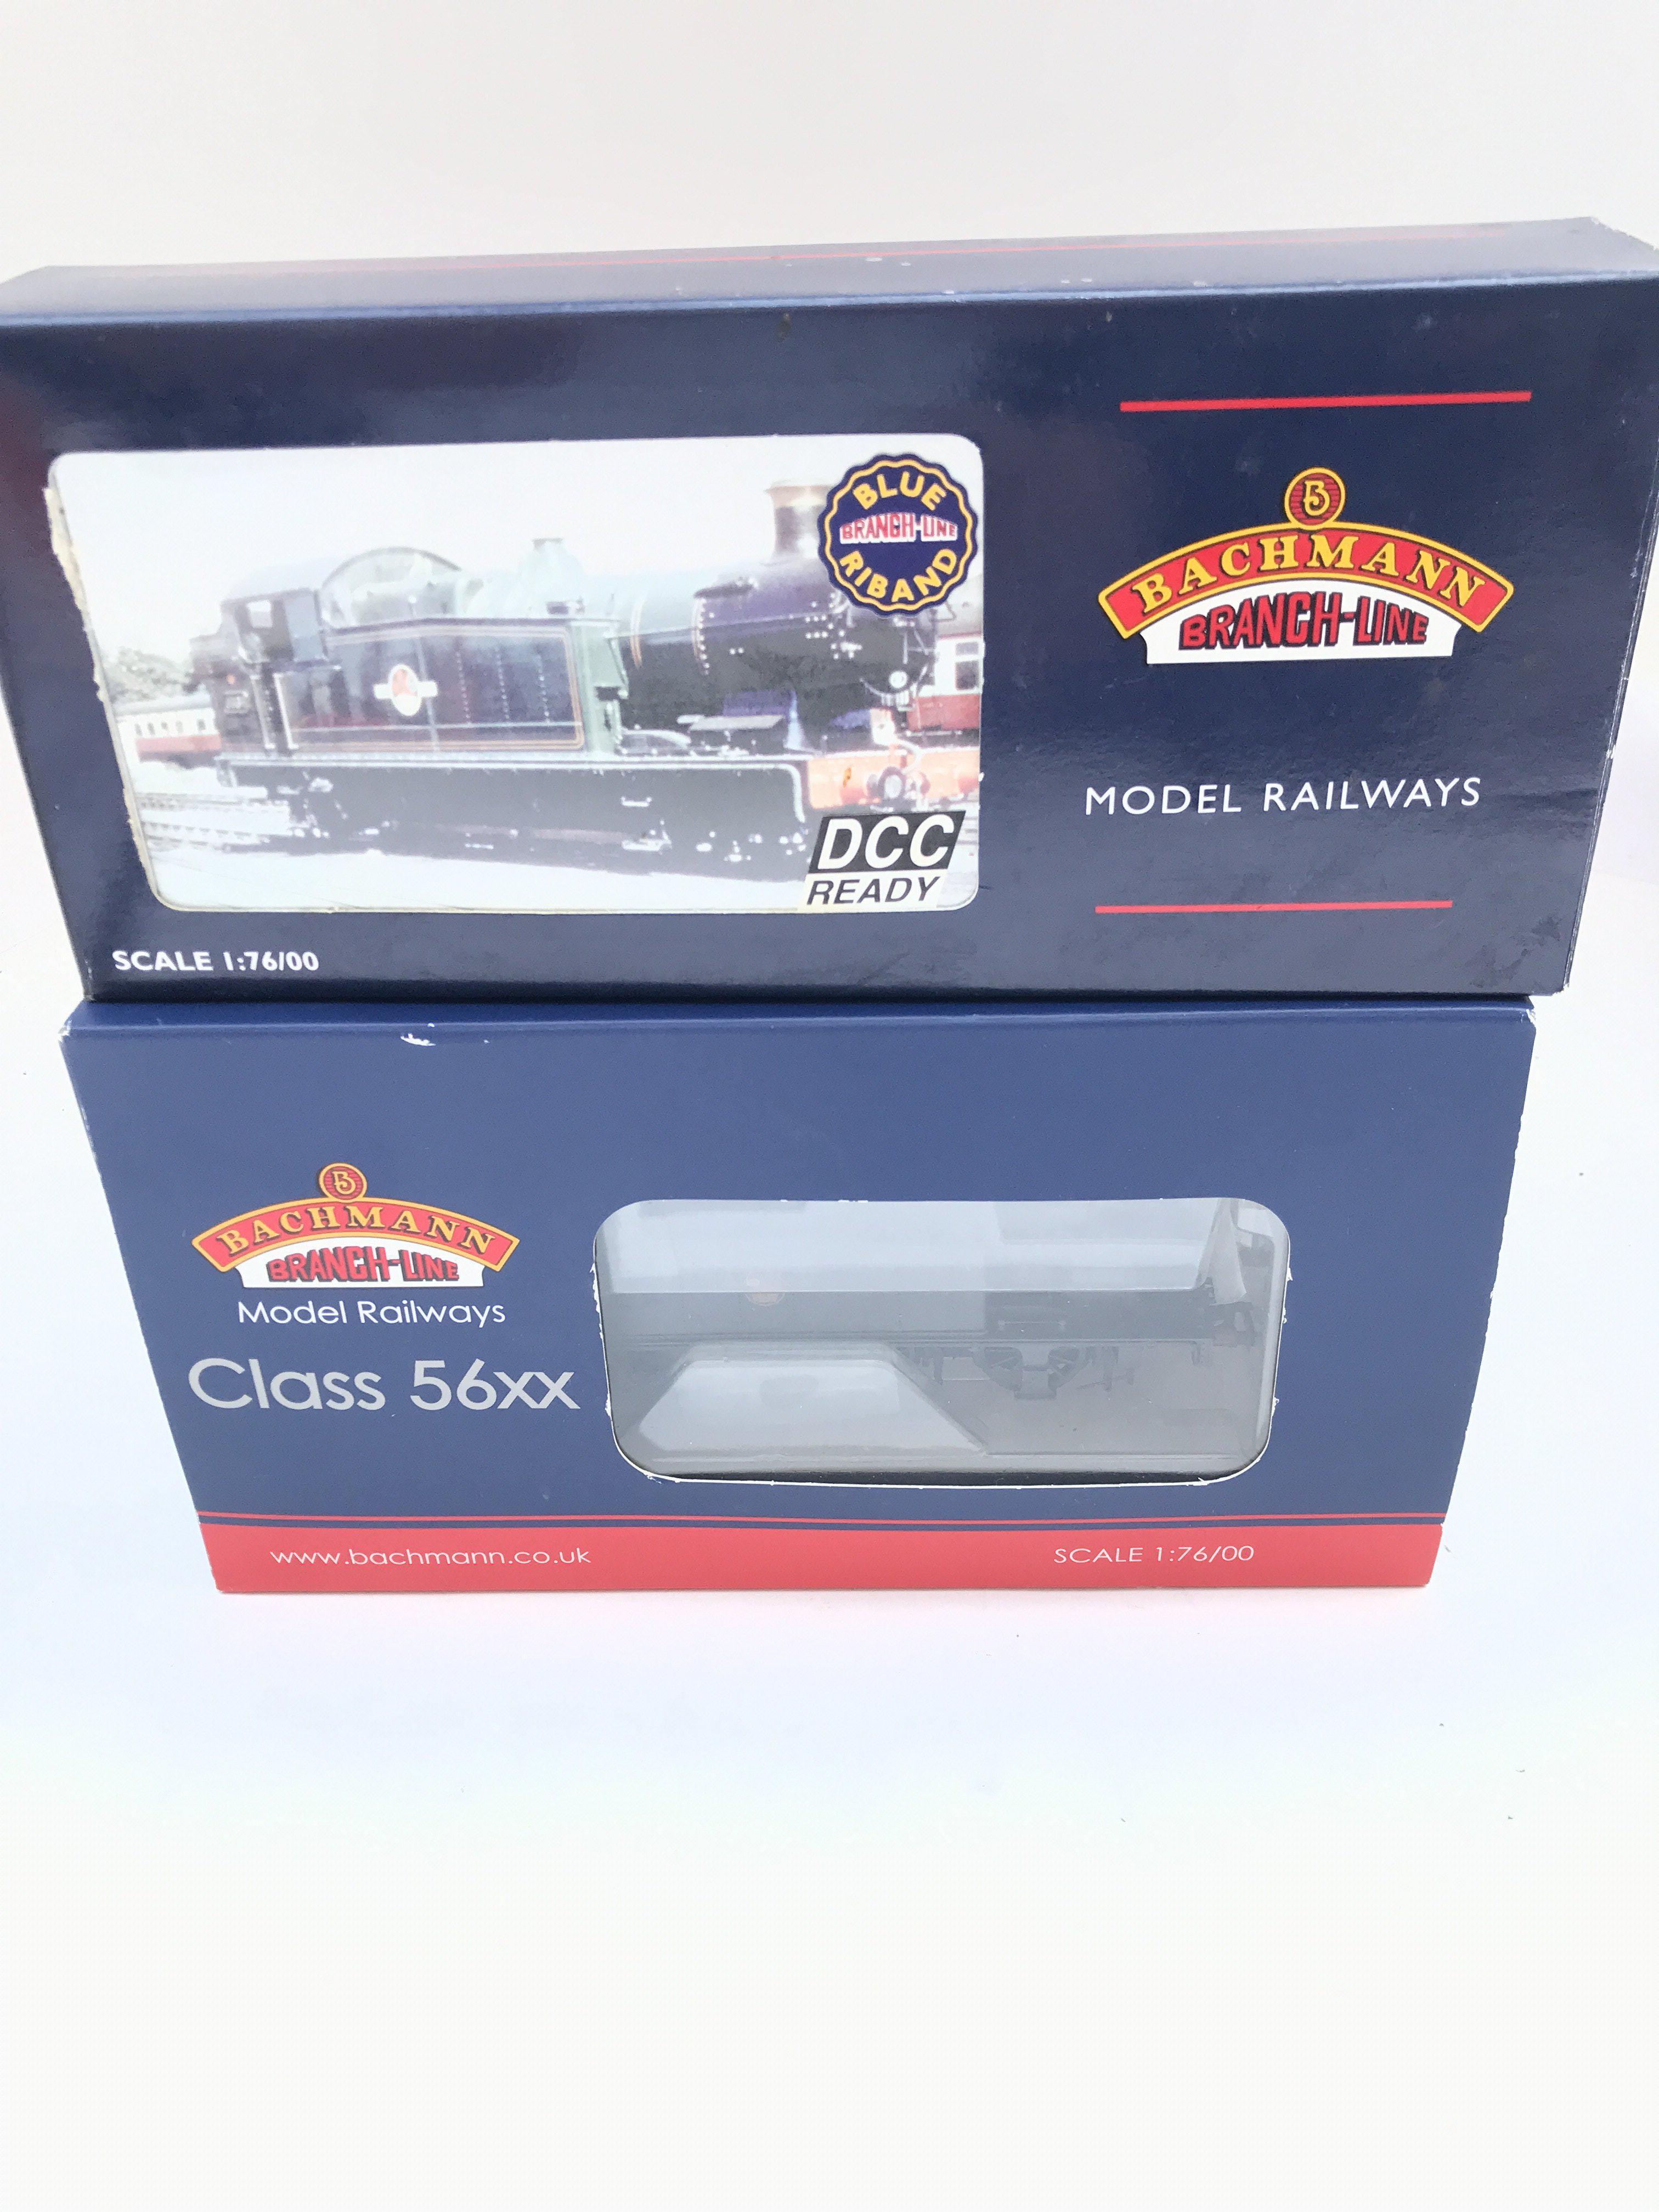 BLUE
BRANCH-LINE
RIBAND
B
BACHMANN
BRANCH-LINE
MODEL RAILWAYS
DCC
READY
SCALE 1:76/00
B
BACHMANN
BRANCH-LINE
Model Railways
Class 56xx
www.bachmann.co.uk
SCALE 1:76/00